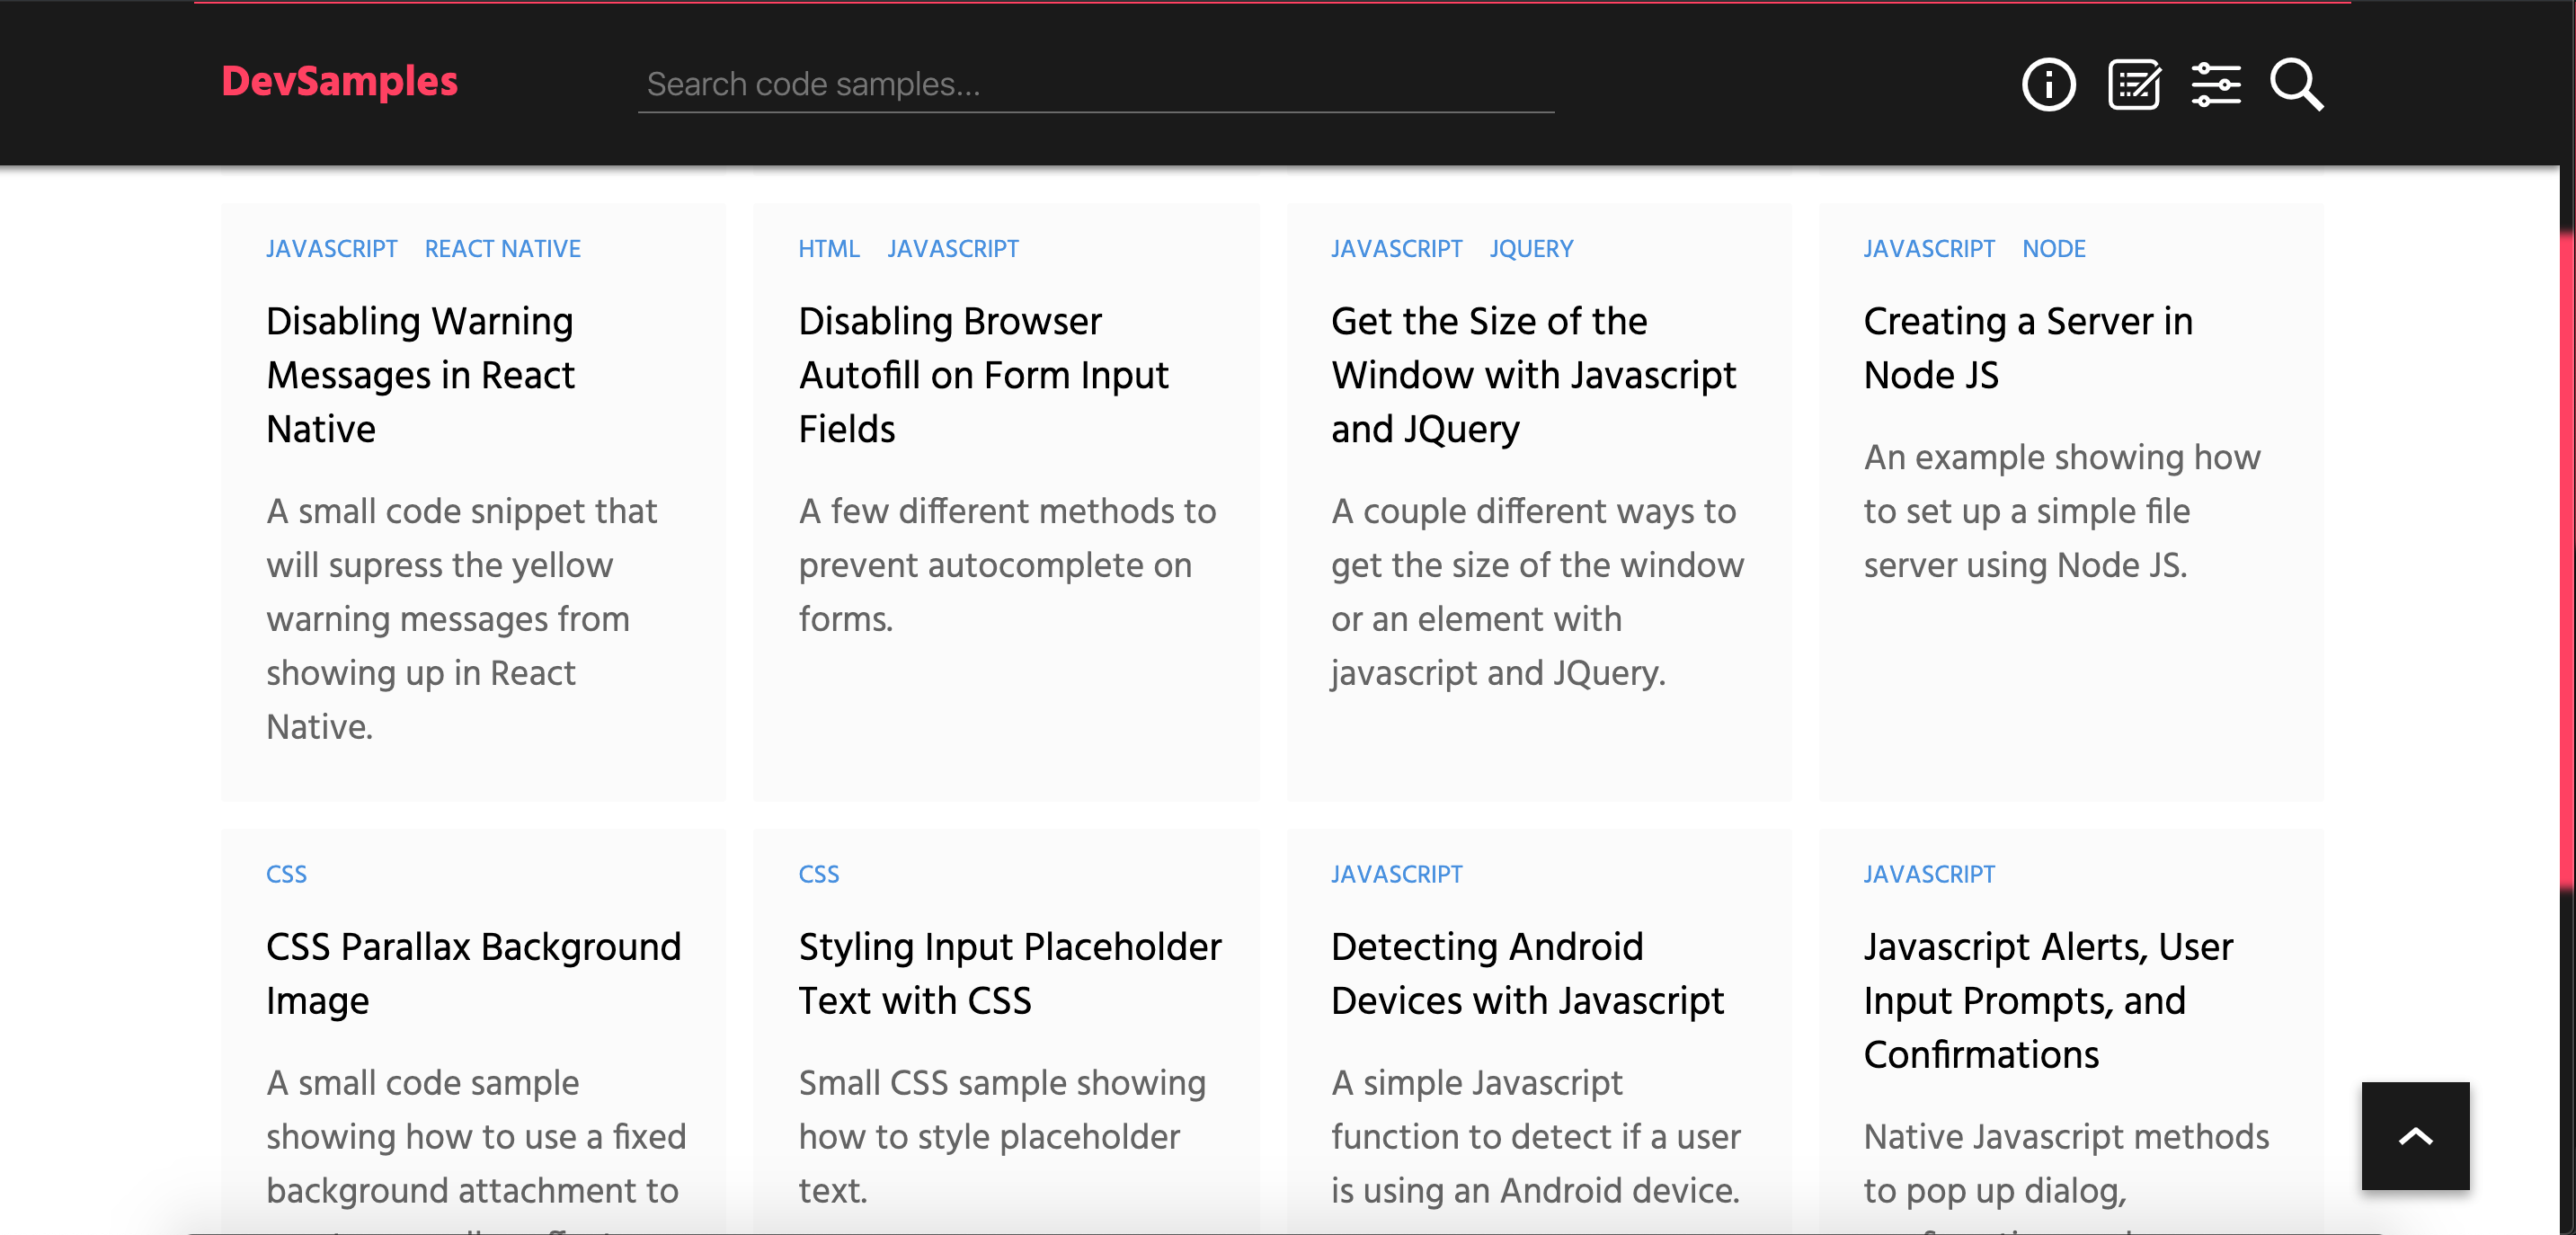 DevSamples
Search code samples...
JAVASCRIPT REACT NATIVE
Disabling Warning
Messages in React
Native
A small code snippet that
will supress the yellow
warning messages from
showing up in React
Native.
HTML JAVASCRIPT
Disabling Browser
Autofill on Form Input
Fields
A few different methods to
prevent autocomplete on
forms.
JAVASCRIPT JQUERY
Get the Size of the
Window with Javascript
and JQuery
A couple different ways to
get the size of the window
or an element with
javascript and JQuery.
JAVASCRIPT NODE
Creating a Server in
Node JS
An example showing how
to set up a simple file
server using Node JS.
CSS
CSS Parallax Background
Image
A small code sample
showing how to use a fixed
background attachment to
CSS
Styling Input Placeholder
Text with CSS
Small CSS sample showing
how to style placeholder
text.
JAVASCRIPT
Detecting Android
Devices with Javascript
A simple Javascript
function to detect if a user
is using an Android device.
JAVASCRIPT
Javascript Alerts, User
Input Prompts, and
Confirmations
Native Javascript methods
to pop up dialog,